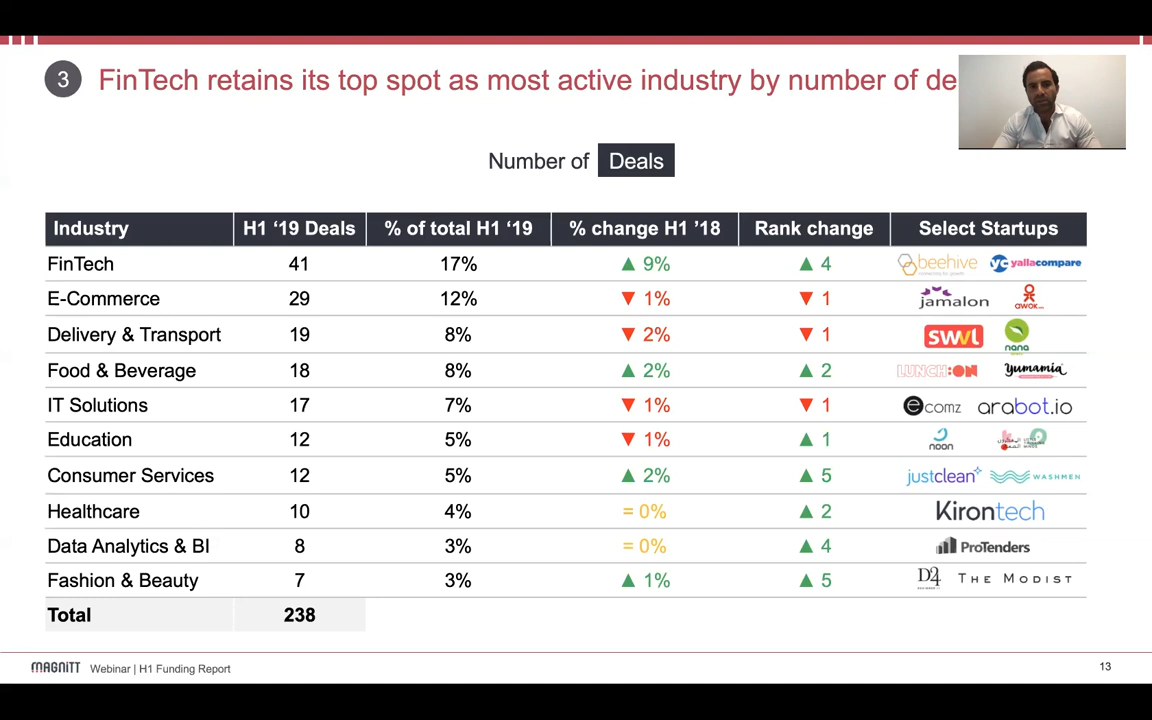 3 FinTech retains its top spot as most active industry by number of de
Number of Deals
Industry H1 ‘19 Deals % of total H1 ‘19 % change H1 ’18 Rank change Select Startups
FinTech 41 17% ▲ 9% ▲ 4 beehive yc yallacompare
E-Commerce 29 12% ▼ 1% ▼ 1 jamalon awok
Delivery & Transport 19 8% ▼ 2% ▼ 1 swvl nana
Food & Beverage 18 8% ▲ 2% ▲ 2 LUNCH:ON yumamia
IT Solutions 17 7% ▼ 1% ▼ 1 ecomz arabot.io
Education 12 5% ▼ 1% ▲ 1 noon
Consumer Services 12 5% ▲ 2% ▲ 5 justclean WASHMEN
Healthcare 10 4% = 0% ▲ 2 Kirontech
Data Analytics & BI 8 3% = 0% ▲ 4 ProTenders
Fashion & Beauty 7 3% ▲ 1% ▲ 5 D24 THE MODIST
Total 238
MAGNiTT Webinar | H1 Funding Report 13